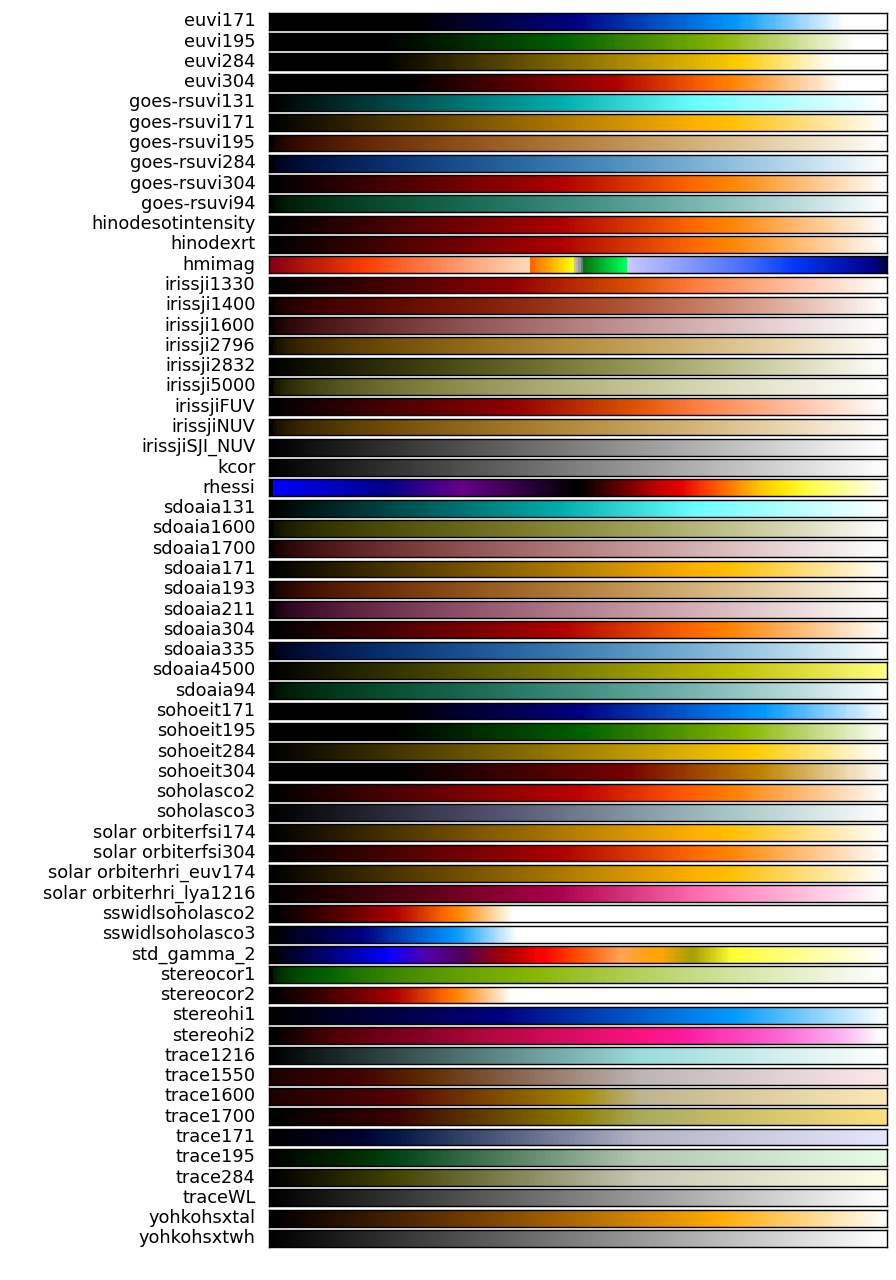 euvi171
euvi195
euvi284
euvi304
goes-rsuvi131
goes-rsuvi171
goes-rsuvi195
goes-rsuvi284
goes-rsuvi304
goes-rsuvi94
hinodesotintensity
hinodexrt
hmimag
irissji1330
irissji1400
irissji1600
irissji2796
irissji2832
irissji5000
irissjiFUV
irissjiNUV
irissjiSJI_NUV
kcor
rhessi
sdoaia131
sdoaia1600
sdoaia1700
sdoaia171
sdoaia193
sdoaia211
sdoaia304
sdoaia335
sdoaia4500
sdoaia94
sohoeit171
sohoeit195
sohoeit284
sohoeit304
soholasco2
soholasco3
solar orbiterfsi174
solar orbiterfsi304
solar orbiterhri_euv174
solar orbiterhri_lya1216
sswidlsoholasco2
sswidlsoholasco3
std_gamma_2
stereocor1
stereocor2
stereohi1
stereohi2
trace1216
trace1550
trace1600
trace1700
trace171
trace195
trace284
traceWL
yohkohsxtal
yohkohsxtwh